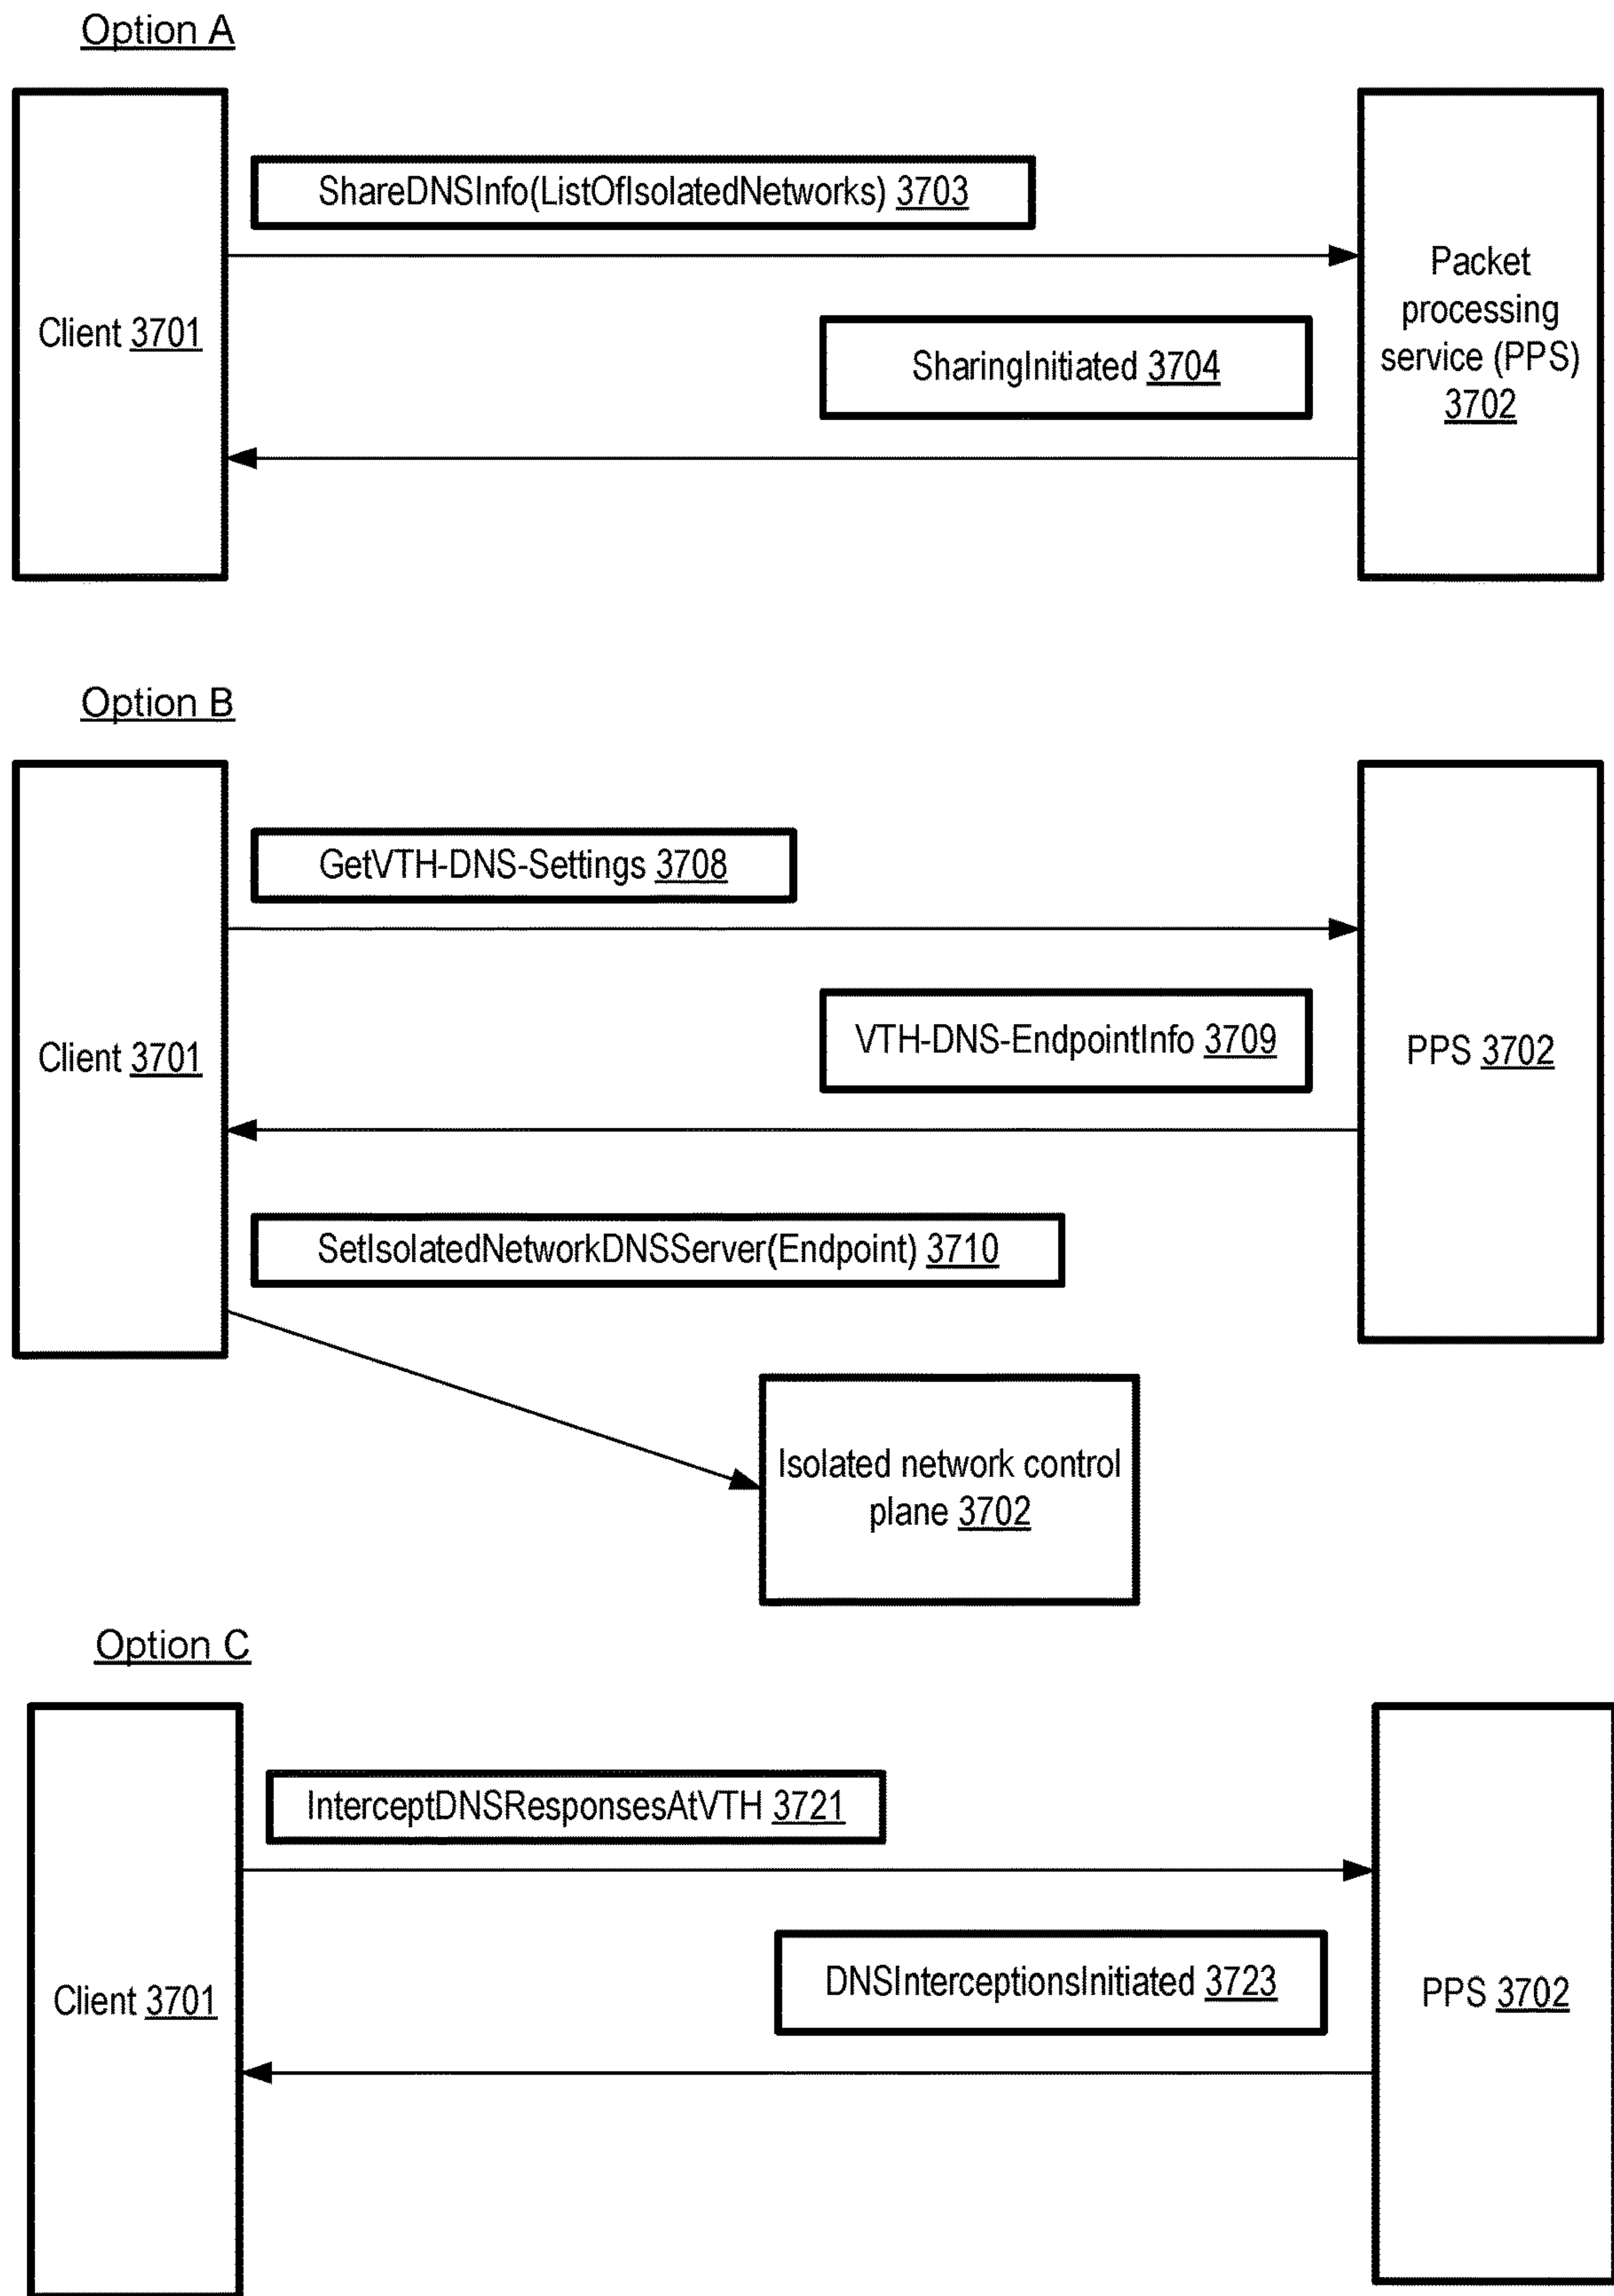 Option A
ShareDNSInfo(ListOfIsolatedNetworks) 3703
Client 3701
SharingInitiated 3704
Packet
processing
service (PPS)
3702
Option B
GetVTH-DNS-Settings 3708
VTH-DNS-EndpointInfo 3709
Client 3701
PPS 3702
SetIsolatedNetworkDNSServer(Endpoint) 3710
Isolated network control
plane 3702
Option C
InterceptDNSResponsesAtVTH 3721
DNSInterceptionsInitiated 3723
Client 3701
PPS 3702